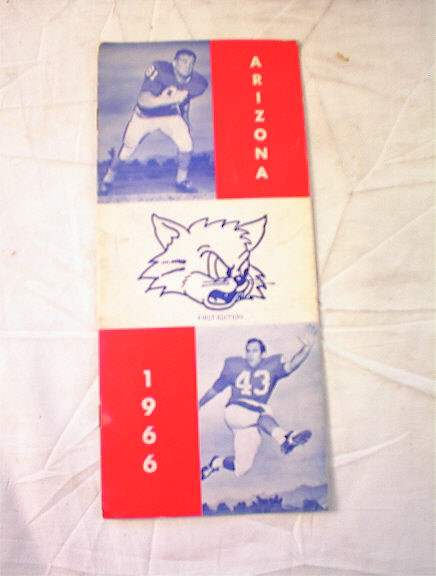 ARIZONA
FIRST EDITION
43
1966